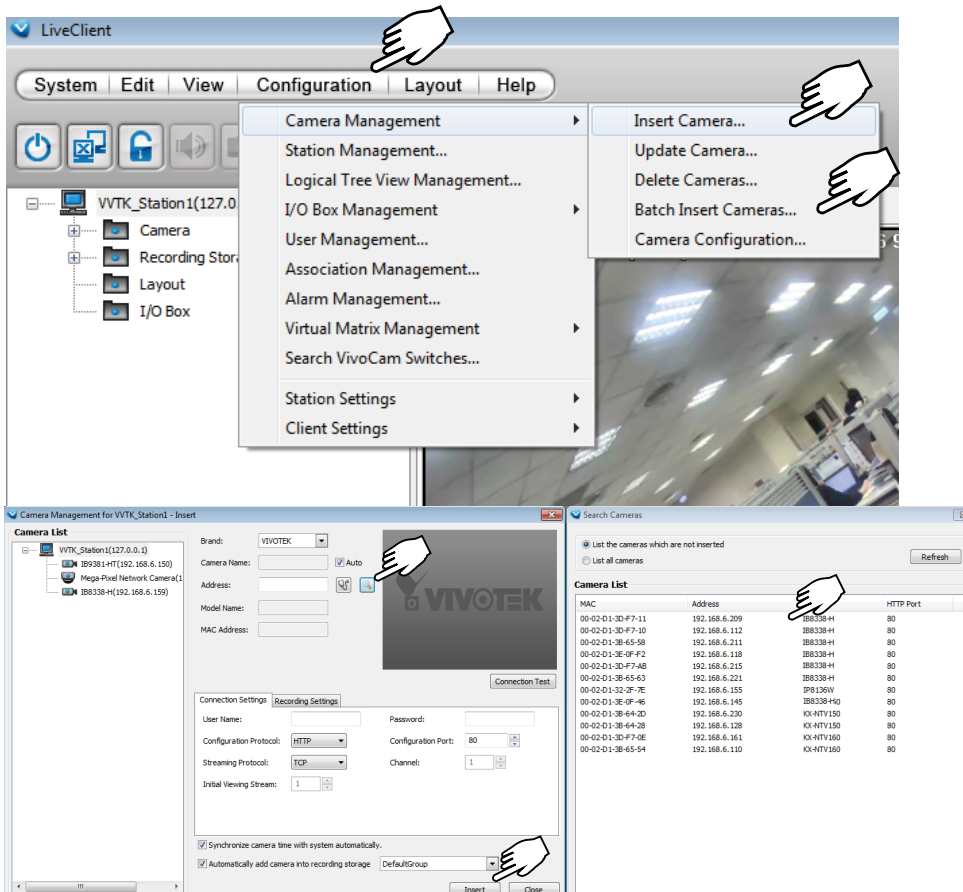 LiveClient
System Edit View Configuration Layout Help
Camera Management
Station Management...
Logical Tree View Management...
I/O Box Management
User Management...
Association Management...
Alarm Management...
Virtual Matrix Management
Search VivoCam Switches...
Station Settings
Client Settings
Insert Camera...
Update Camera...
Delete Cameras...
Batch Insert Cameras...
Camera Configuration...
VVTK_Station1(127.0
Camera
Recording Stora
Layout
I/O Box
Camera Management for VVTK_Station1 - Insert
Camera List
VVTK_Station1(127.0.0.1)
IB9381-HT(192.168.6.150)
Mega-Pixel Network Camera(1
IB8338-H(192.168.6.159)
Brand: VIVOTEK
Camera Name: Auto
Address:
Model Name:
MAC Address:
VIVOTEK
Connection Test
Connection Settings Recording Settings
User Name: Password:
Configuration Protocol: HTTP Configuration Port: 80
Streaming Protocol: TCP Channel: 1
Initial Viewing Stream: 1
Synchronize camera time with system automatically.
Automatically add camera into recording storage DefaultGroup
Insert Close
Search Cameras
List the cameras which are not inserted
List all cameras
Refresh
Camera List
MAC Address HTTP Port
00-02-D1-3D-F7-11 192.168.6.209 IB8338-H 80
00-02-D1-3D-F7-10 192.168.6.112 IB8338-H 80
00-02-D1-3B-65-58 192.168.6.211 IB8338-H 80
00-02-D1-3E-0F-F2 192.168.6.118 IB8338-H 80
00-02-D1-3D-F7-AB 192.168.6.215 IB8338-H 80
00-02-D1-3B-65-63 192.168.6.221 IB8338-H 80
00-02-D1-32-2F-7E 192.168.6.155 IP8136W 80
00-02-D1-3E-0F-46 192.168.6.145 IB8338-HsQ 80
00-02-D1-3B-64-2D 192.168.6.230 KX-NTV150 80
00-02-D1-3B-64-28 192.168.6.128 KX-NTV150 80
00-02-D1-3D-F7-0E 192.168.6.161 KX-NTV160 80
00-02-D1-3B-65-54 192.168.6.110 KX-NTV160 80